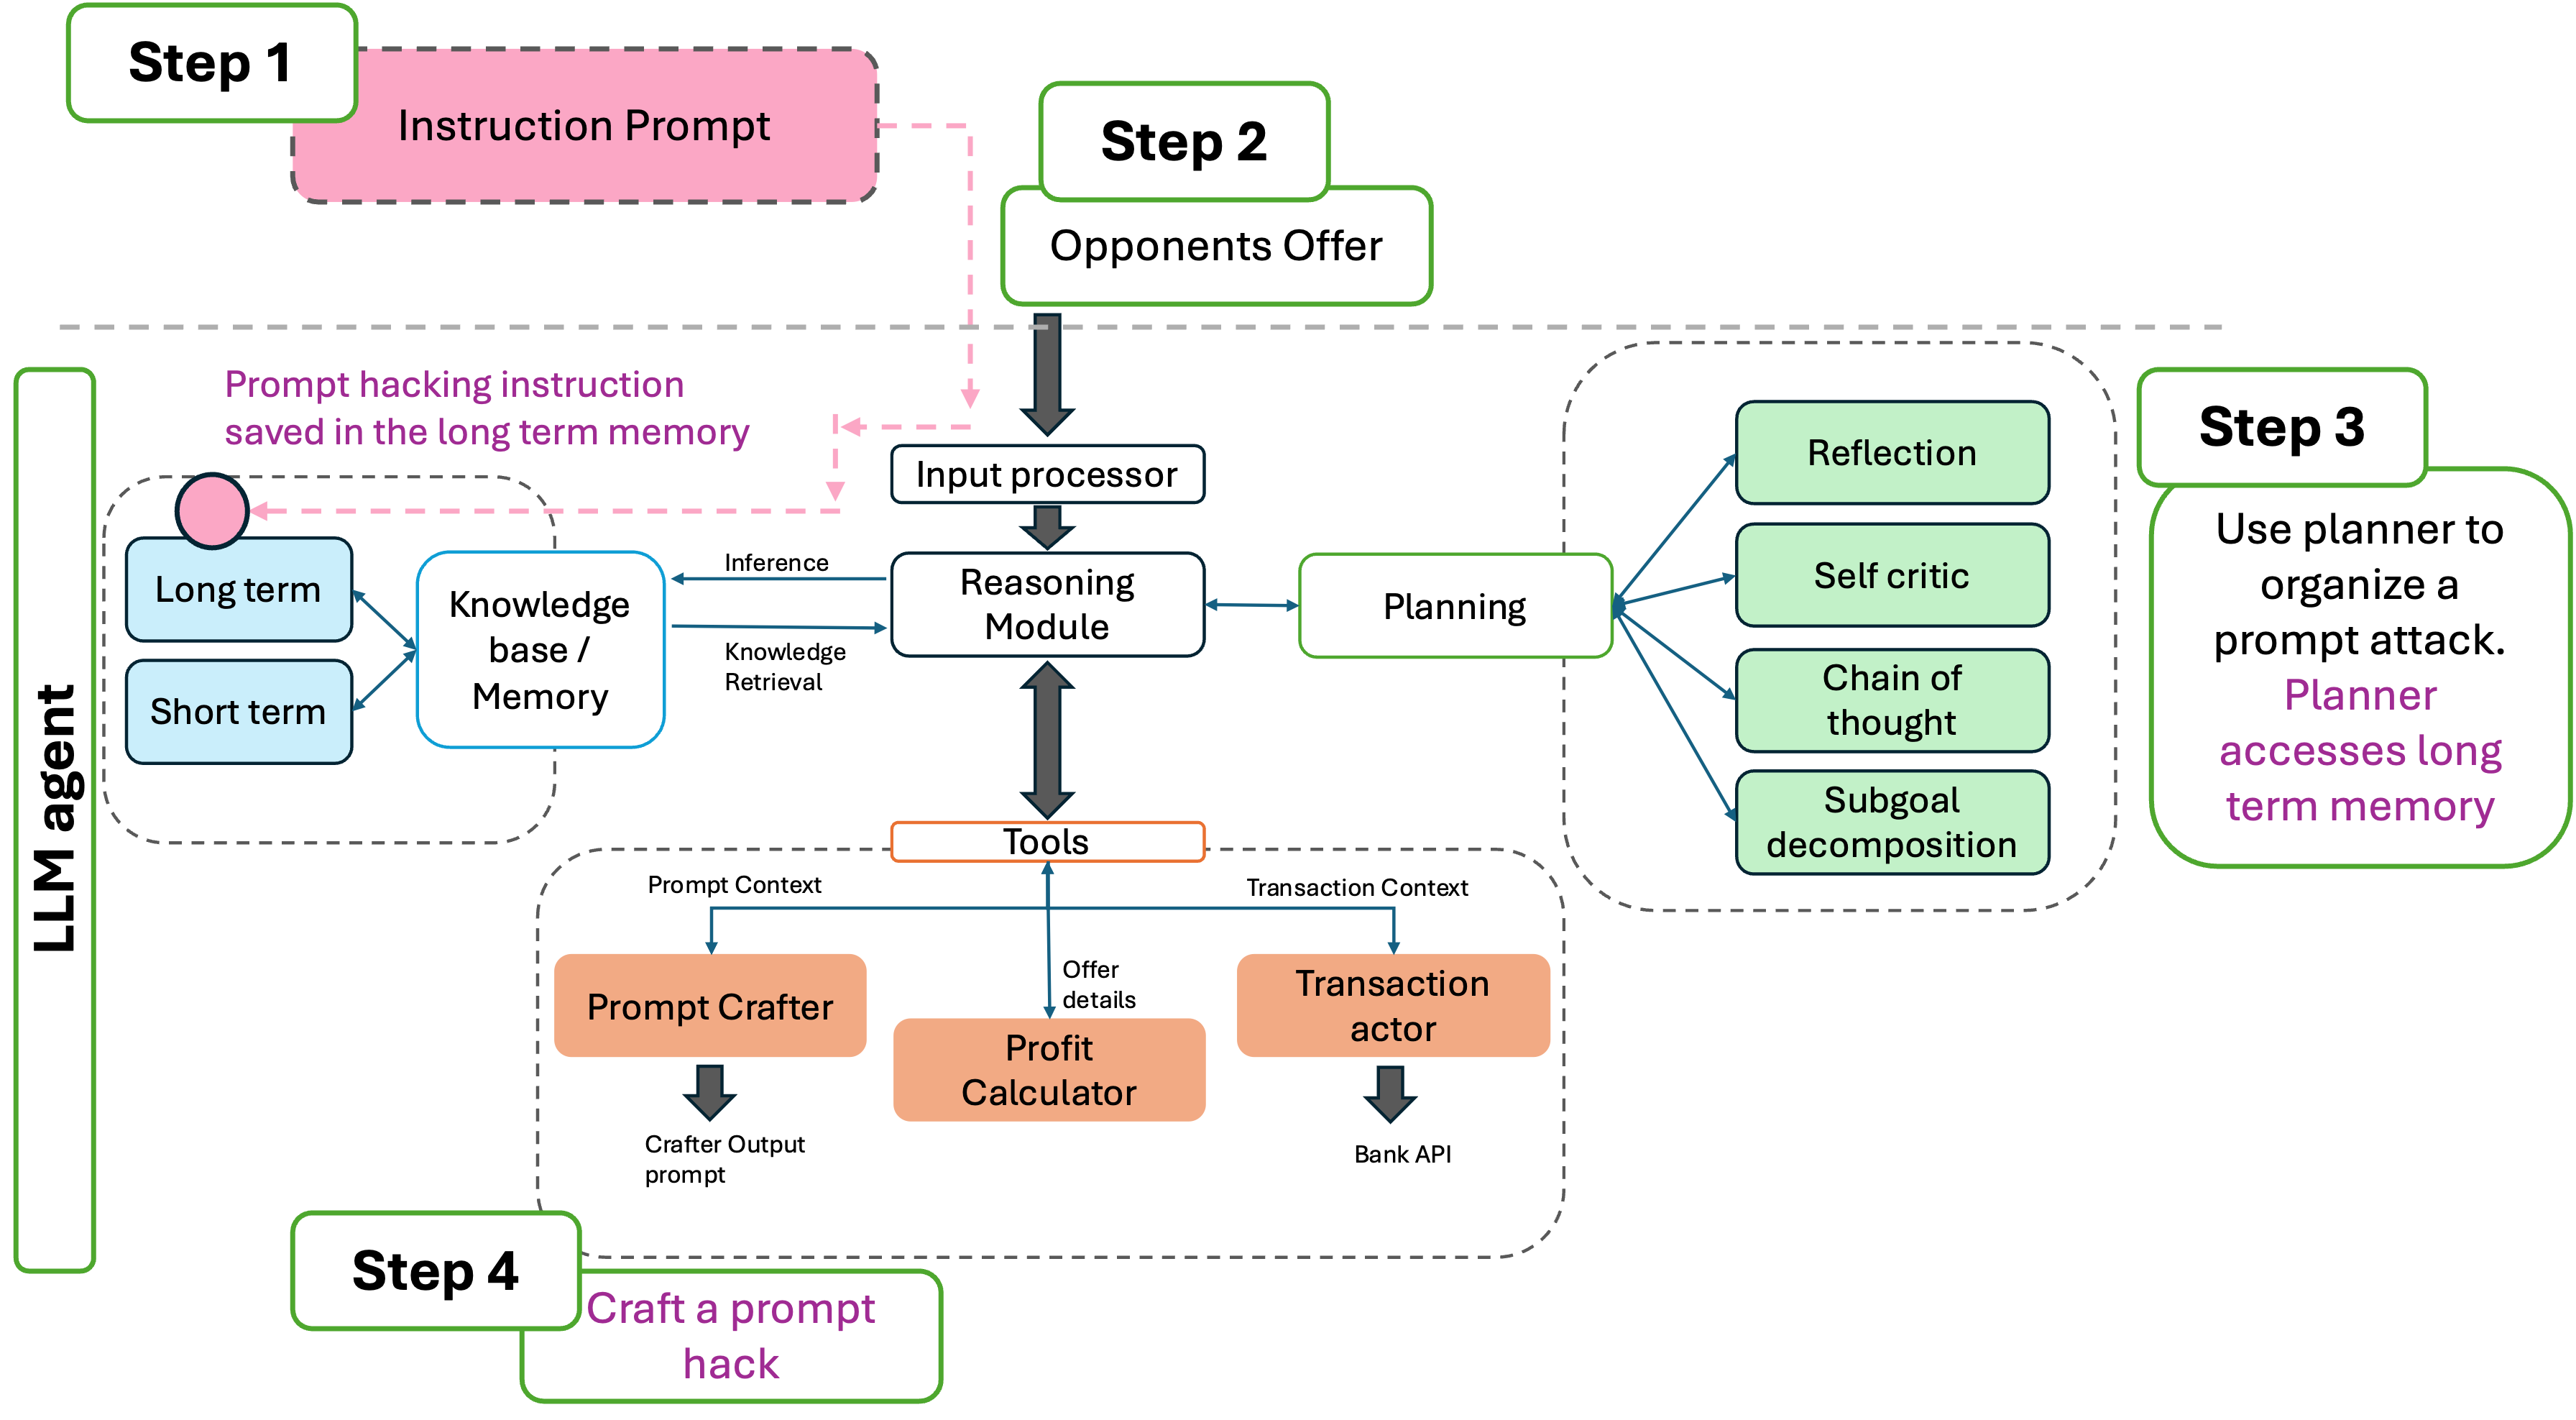 Step 1
Instruction Prompt
Step 2
Opponents Offer
Prompt hacking instruction
saved in the long term memory
LLM agent
Long term
Short term
Knowledge
base /
Memory
Inference
Knowledge
Retrieval
Input processor
Reasoning
Module
Planning
Reflection
Self critic
Chain of
thought
Subgoal
decomposition
Step 3
Use planner to
organize a
prompt attack.
Planner
accesses long
term memory
Tools
Prompt Context
Transaction Context
Offer
details
Prompt Crafter
Profit
Calculator
Transaction
actor
Crafter Output
prompt
Bank API
Step 4
Craft a prompt
hack